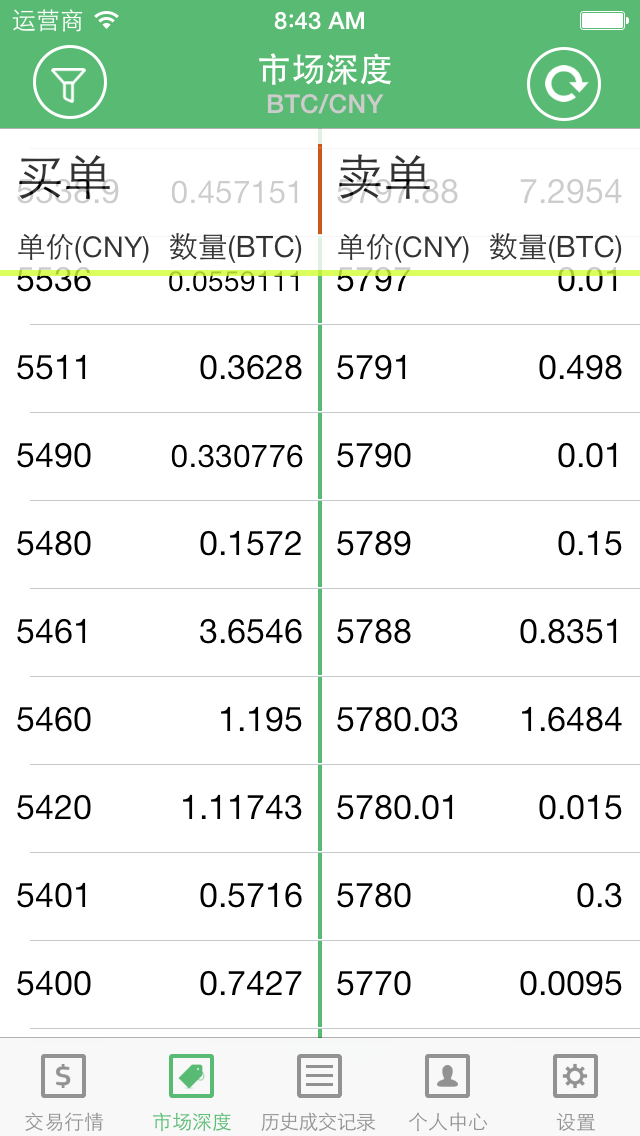 运营商 8:43 AM
市场深度
BTC/CNY
买单 卖单
5538.9 0.457151 5797.88 7.2954
单价(CNY) 数量(BTC) 单价(CNY) 数量(BTC)
5536 0.0559111 5797 0.01
5511 0.3628 5791 0.498
5490 0.330776 5790 0.01
5480 0.1572 5789 0.15
5461 3.6546 5788 0.8351
5460 1.195 5780.03 1.6484
5420 1.11743 5780.01 0.015
5401 0.5716 5780 0.3
5400 0.7427 5770 0.0095
交易行情 市场深度 历史成交记录 个人中心 设置